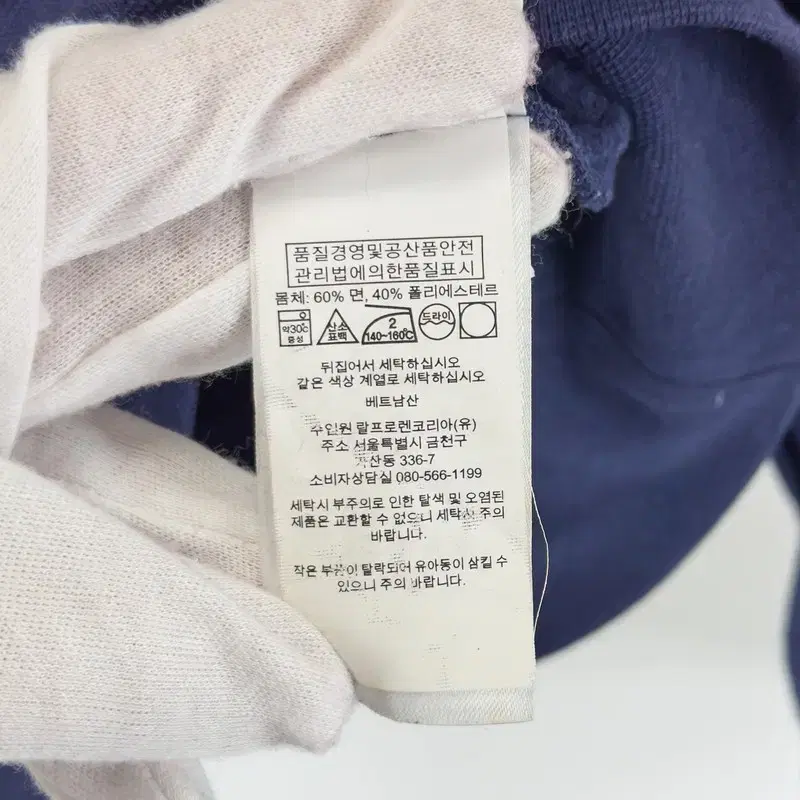 품질경영및공산품안전
관리법에의한품질표시
몸체: 60% 면, 40% 폴리에스테르
약30℃
중성
산소
표백
2
140~160℃
드라이
뒤집어서 세탁하십시오
같은 색상 계열로 세탁하십시오
베트남산
수입원 랄프로렌코리아(유)
주소 서울특별시 금천구
가산동 336-7
소비자상담실 080-566-1199
세탁시 부주의로 인한 탈색 및 오염된
제품은 교환할 수 없으니 세탁시 주의
바랍니다.
작은 부품이 탈락되어 유아동이 삼킬 수
있으니 주의 바랍니다.